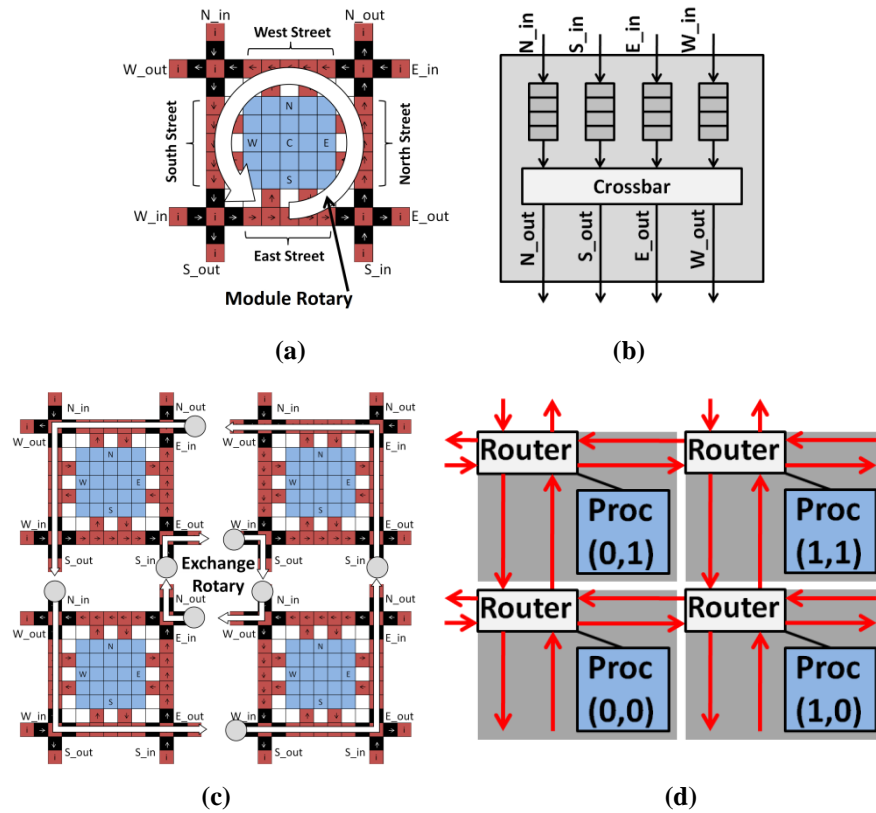 N_in N_out
West Street
W_out i i i i E_in
South Street
N
W C E
S
North Street
W_in i i i i E_out
East Street
S_out S_in
Module Rotary
(a)
N_in S_in E_in W_in
Crossbar
N_out S_out E_out W_out
(b)
N_in N_out
W_out E_in
N
W E
S
W_in E_out
S_out S_in
N_in N_out
W_out E_in
N
W E
S
W_in E_out
S_out S_in
Exchange
Rotary
N_in N_out
W_out E_in
N
W E
S
W_in E_out
S_out S_in
N_in N_out
W_out E_in
N
W E
S
W_in E_out
S_out S_in
(c)
Router Router
Proc Proc
(0,1) (1,1)
Router Router
Proc Proc
(0,0) (1,0)
(d)